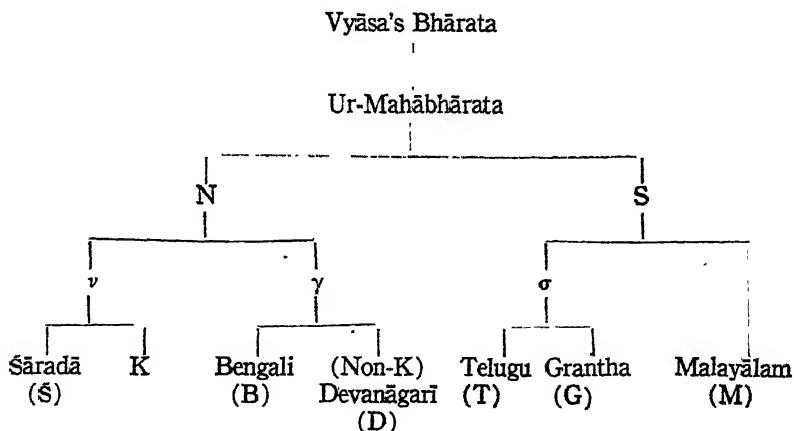 Vyāsa's Bhārata
Ur-Mahābhārata
N S
ν γ σ
Śāradā K Bengali (Non-K) Telugu Grantha Malayālam
(Ś) (B) Devanāgarī (T) (G) (M)
(D)